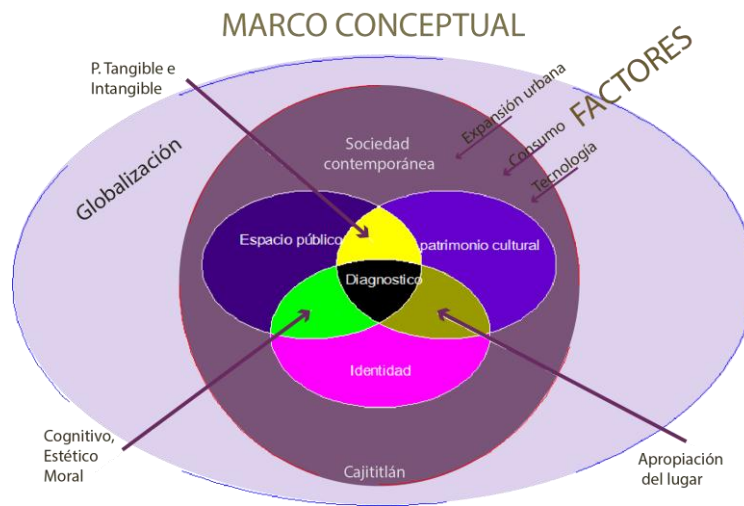 MARCO CONCEPTUAL
P. Tangible e
Intangible
FACTORES
Expansión urbana
Consumo
Tecnología
Globalización
Sociedad
contemporánea
Espacio público
patrimonio cultural
Diagnostico
Identidad
Cognitivo,
Estético
Moral
Cajititlán
Apropiación
del lugar